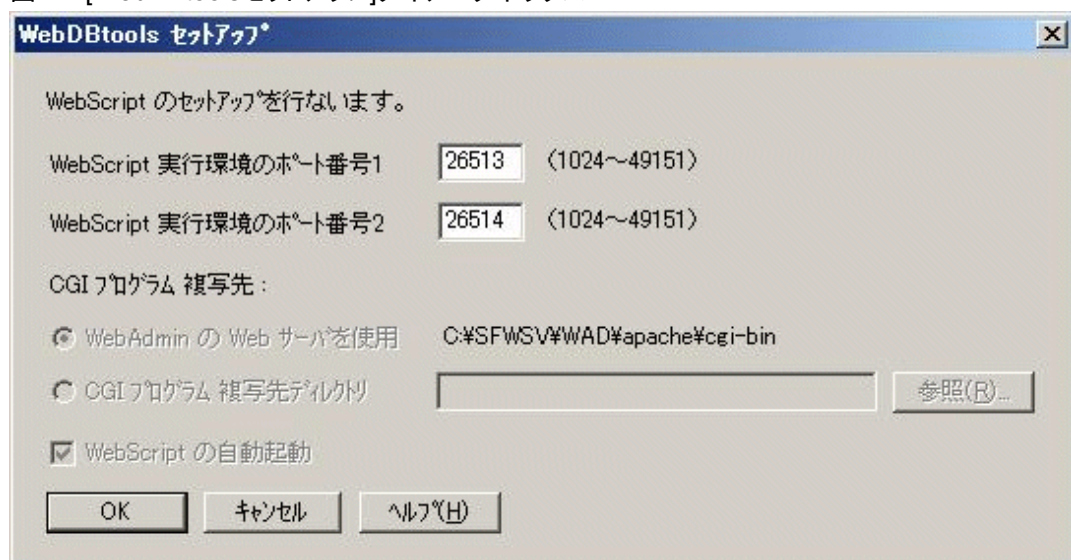 WebDBtools ｾｯﾄｱｯﾌﾟ
WebScript のｾｯﾄｱｯﾌﾟを行ないます。
WebScript 実行環境のﾎﾟｰﾄ番号1 26513 (1024～49151)
WebScript 実行環境のﾎﾟｰﾄ番号2 26514 (1024～49151)
CGI ﾌﾟﾛｸﾞﾗﾑ 複写先 :
WebAdmin の Web ｻｰﾊﾞを使用 C:¥SFWSV¥WAD¥apache¥cgi-bin
CGI ﾌﾟﾛｸﾞﾗﾑ 複写先ﾃﾞｨﾚｸﾄﾘ 参照(R)...
WebScript の自動起動
OK ｷｬﾝｾﾙ ﾍﾙﾌﾟ(H)